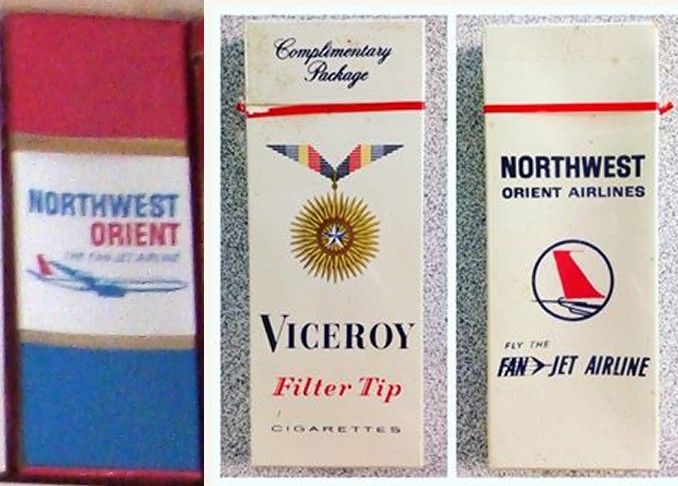 NORTHWEST
ORIENT
THE FAN-JET AIRLINE
Complimentary
Package
VICEROY
Filter Tip
CIGARETTES
NORTHWEST
ORIENT AIRLINES
FLY THE
FAN JET AIRLINE